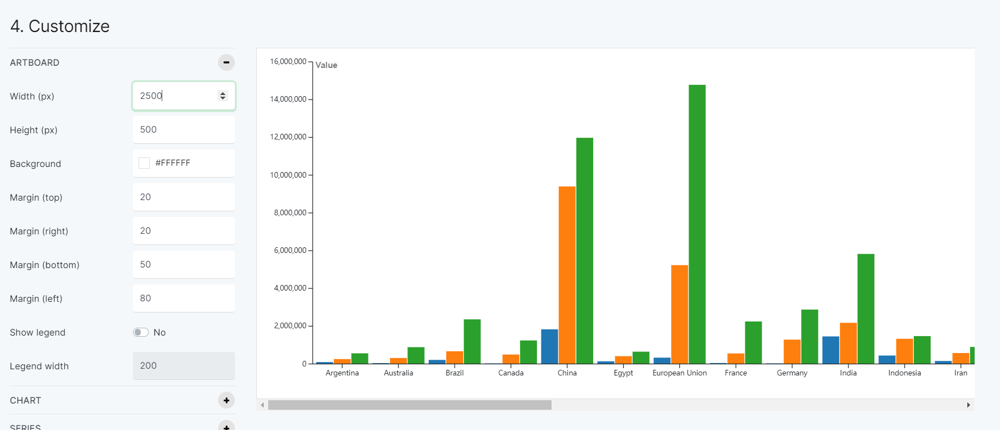 4. Customize
ARTBOARD
Width (px)
2500
Height (px)
500
Background
#FFFFFF
Margin (top)
20
Margin (right)
20
Margin (bottom)
50
Margin (left)
80
Show legend
No
Legend width
200
CHART
SERIES
Value
16,000,000
14,000,000
12,000,000
10,000,000
8,000,000
6,000,000
4,000,000
2,000,000
0
Argentina
Australia
Brazil
Canada
China
Egypt
European Union
France
Germany
India
Indonesia
Iran